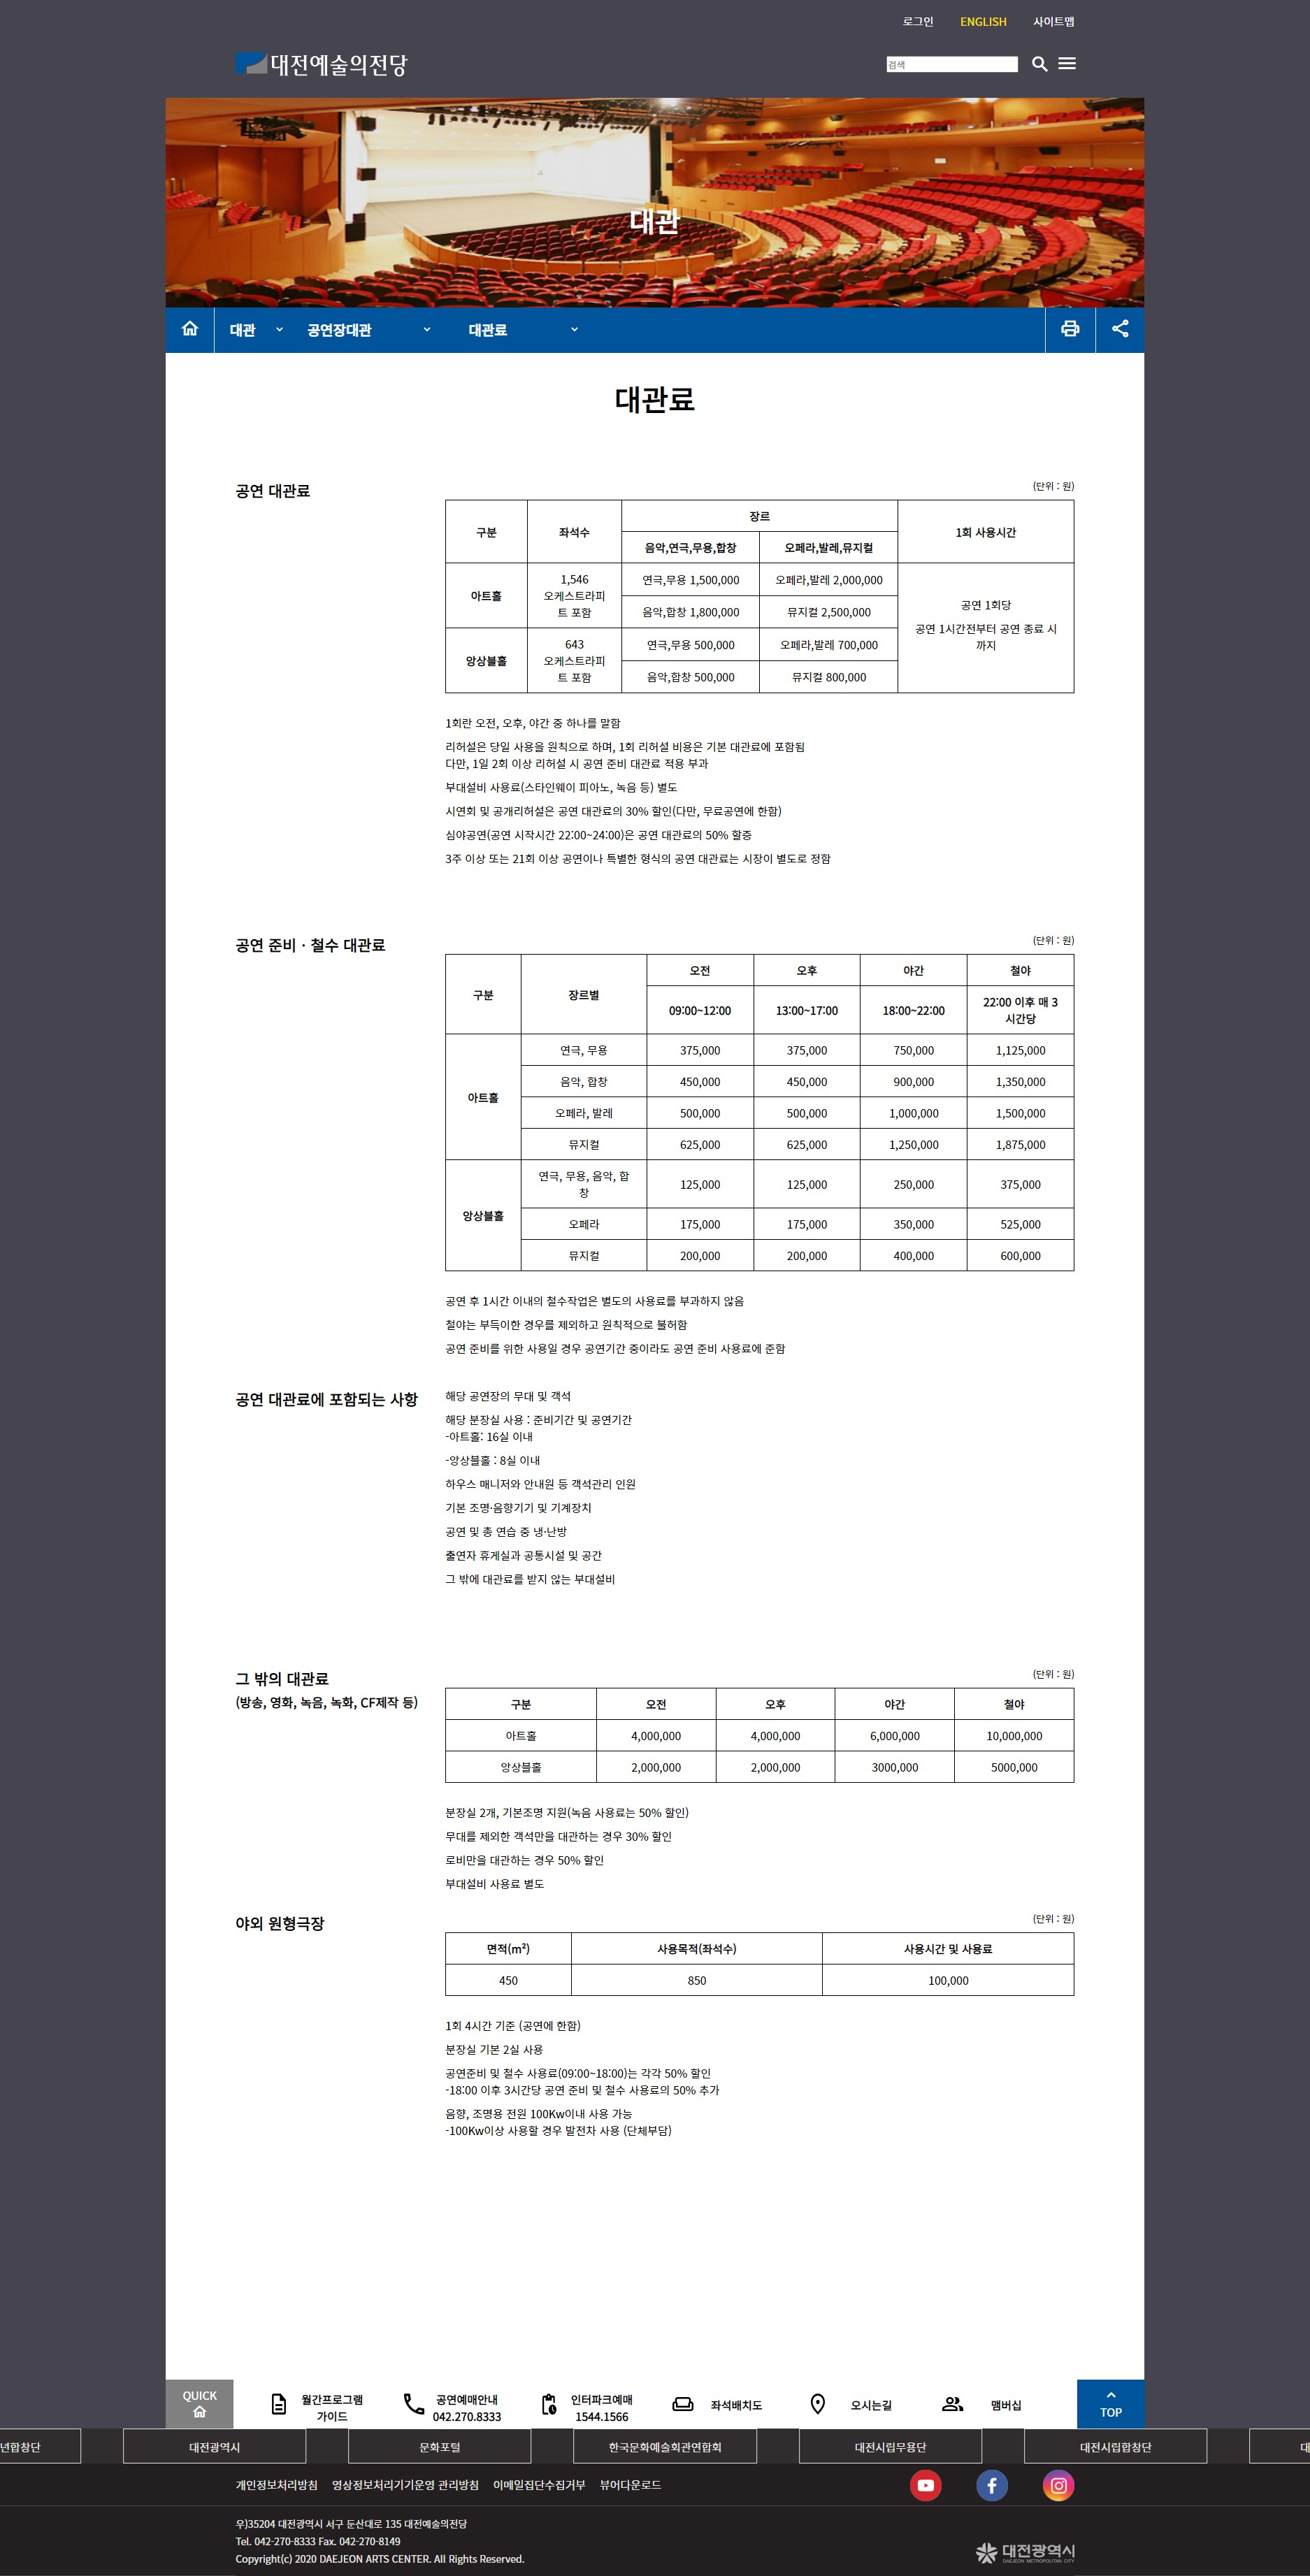 로그인 ENGLISH 사이트맵
대전예술의전당
검색
대관
대관 공연장대관 대관료
대관료
공연 대관료
(단위 : 원)
구분 좌석수 장르 1회 사용시간
음악,연극,무용,합창 오페라,발레,뮤지컬
아트홀 1,546 오케스트라피트 포함 연극,무용 1,500,000 오페라,발레 2,000,000
음악,합창 1,800,000 뮤지컬 2,500,000
공연 1회당
공연 1시간전부터 공연 종료 시
까지
앙상블홀 643 오케스트라피트 포함 연극,무용 500,000 오페라,발레 700,000
음악,합창 500,000 뮤지컬 800,000
1회란 오전, 오후, 야간 중 하나를 말함
리허설은 당일 사용을 원칙으로 하며, 1회 리허설 비용은 기본 대관료에 포함됨
다만, 1일 2회 이상 리허설 시 공연 준비 대관료 적용 부과
부대설비 사용료(스타인웨이 피아노, 녹음 등) 별도
시연회 및 공개리허설은 공연 대관료의 30% 할인(다만, 무료공연에 한함)
심야공연(공연 시작시간 22:00~24:00)은 공연 대관료의 50% 할증
3주 이상 또는 21회 이상 공연이나 특별한 형식의 공연 대관료는 시장이 별도로 정함
공연 준비 · 철수 대관료
(단위 : 원)
구분 장르별 오전 오후 야간 철야
09:00~12:00 13:00~17:00 18:00~22:00 22:00 이후 매 3
시간당
아트홀 연극, 무용 375,000 375,000 750,000 1,125,000
음악, 합창 450,000 450,000 900,000 1,350,000
오페라, 발레 500,000 500,000 1,000,000 1,500,000
뮤지컬 625,000 625,000 1,250,000 1,875,000
앙상블홀 연극, 무용, 음악, 합창 125,000 125,000 250,000 375,000
오페라 175,000 175,000 350,000 525,000
뮤지컬 200,000 200,000 400,000 600,000
공연 후 1시간 이내의 철수작업은 별도의 사용료를 부과하지 않음
철야는 부득이한 경우를 제외하고 원칙적으로 불허함
공연 준비를 위한 사용일 경우 공연기간 중이라도 공연 준비 사용료에 준함
공연 대관료에 포함되는 사항
해당 공연장의 무대 및 객석
해당 분장실 사용 : 준비기간 및 공연기간
-아트홀: 16실 이내
-앙상블홀 : 8실 이내
하우스 매니저와 안내원 등 객석관리 인원
기본 조명·음향기기 및 기계장치
공연 및 총 연습 중 냉·난방
출연자 휴게실과 공통시설 및 공간
그 밖에 대관료를 받지 않는 부대설비
그 밖의 대관료
(방송, 영화, 녹음, 녹화, CF제작 등)
(단위 : 원)
구분 오전 오후 야간 철야
아트홀 4,000,000 4,000,000 6,000,000 10,000,000
앙상블홀 2,000,000 2,000,000 3000,000 5000,000
분장실 2개, 기본조명 지원(녹음 사용료는 50% 할인)
무대를 제외한 객석만을 대관하는 경우 30% 할인
로비만을 대관하는 경우 50% 할인
부대설비 사용료 별도
야외 원형극장
(단위 : 원)
면적(m²) 사용목적(좌석수) 사용시간 및 사용료
450 850 100,000
1회 4시간 기준 (공연에 한함)
분장실 기본 2실 사용
공연준비 및 철수 사용료(09:00~18:00)는 각각 50% 할인
-18:00 이후 3시간당 공연 준비 및 철수 사용료의 50% 추가
음향, 조명용 전원 100Kw이내 사용 가능
-100Kw이상 사용할 경우 발전차 사용 (단체부담)
QUICK
월간프로그램
가이드
공연예매안내
042.270.8333
인터파크예매
1544.1566
좌석배치도
오시는길
맴버십
TOP
년합창단 대전광역시 문화포털 한국문화예술회관연합회 대전시립무용단 대전시립합창단 대
개인정보처리방침 영상정보처리기기운영 관리방침 이메일집단수집거부 뷰어다운로드
우)35204 대전광역시 서구 둔산대로 135 대전예술의전당
Tel. 042-270-8333 Fax. 042-270-8149
Copyright(c) 2020 DAEJEON ARTS CENTER. All Rights Reserved.
대전광역시
DAEJEON METROPOLITAN CITY